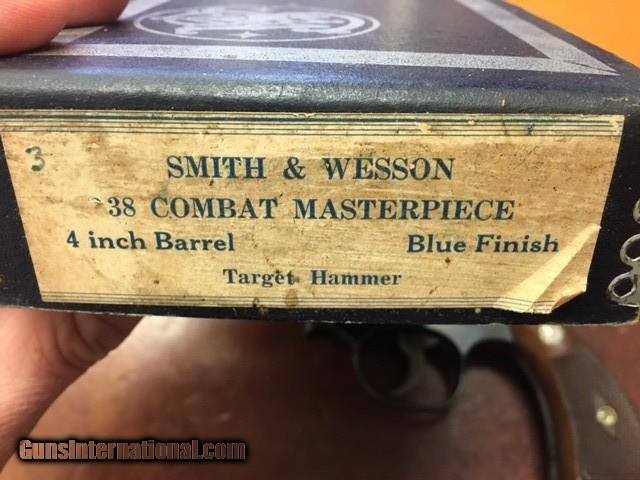 3
SMITH & WESSON
38 COMBAT MASTERPIECE
4 inch Barrel Blue Finish
Target Hammer
GunsInternational.com